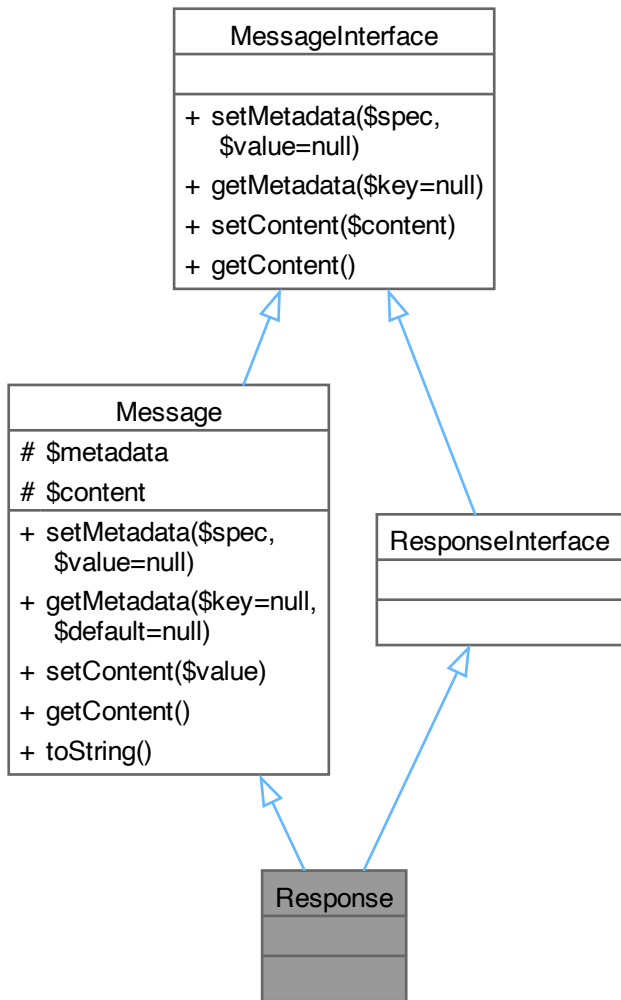 MessageInterface
+ setMetadata($spec,
$value=null)
+ getMetadata($key=null)
+ setContent($content)
+ getContent()
Message
# $metadata
# $content
+ setMetadata($spec,
$value=null)
+ getMetadata($key=null,
$default=null)
+ setContent($value)
+ getContent()
+ toString()
ResponseInterface
Response